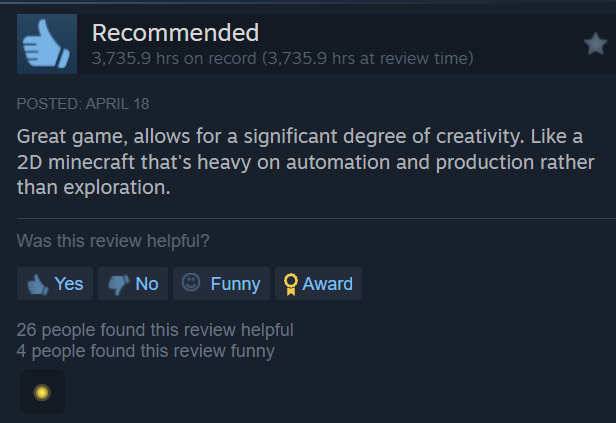 Recommended
3,735.9 hrs on record (3,735.9 hrs at review time)
POSTED: APRIL 18
Great game, allows for a significant degree of creativity. Like a
2D minecraft that's heavy on automation and production rather
than exploration.
Was this review helpful?
Yes No Funny Award
26 people found this review helpful
4 people found this review funny